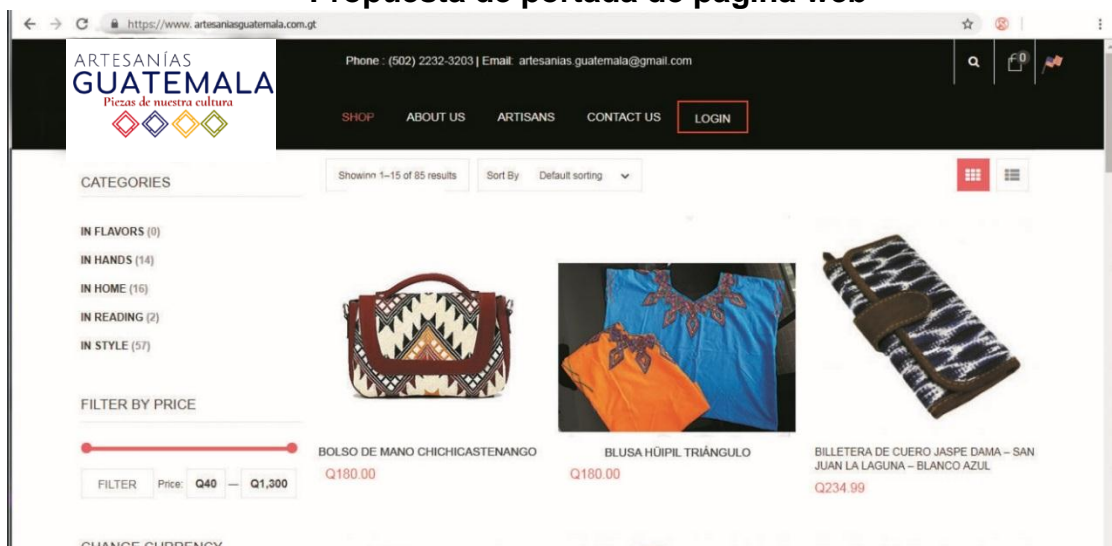 Propuesta de portada de página web
https://www.artesaniasguatemala.com.gt
ARTESANÍAS
GUATEMALA
Piezas de nuestra cultura
Phone : (502) 2232-3203 | Email: artesanias.guatemala@gmail.com
0
SHOP ABOUT US ARTISANS CONTACT US LOGIN
CATEGORIES
Showing 1–15 of 85 results
Sort By Default sorting
IN FLAVORS (0)
IN HANDS (14)
IN HOME (16)
IN READING (2)
IN STYLE (57)
FILTER BY PRICE
FILTER Price: Q40 — Q1,300
BOLSO DE MANO CHICHICASTENANGO
Q180.00
BLUSA HÜIPIL TRIÁNGULO
Q180.00
BILLETERA DE CUERO JASPE DAMA – SAN
JUAN LA LAGUNA – BLANCO AZUL
Q234.99
CHANGE CURRENCY